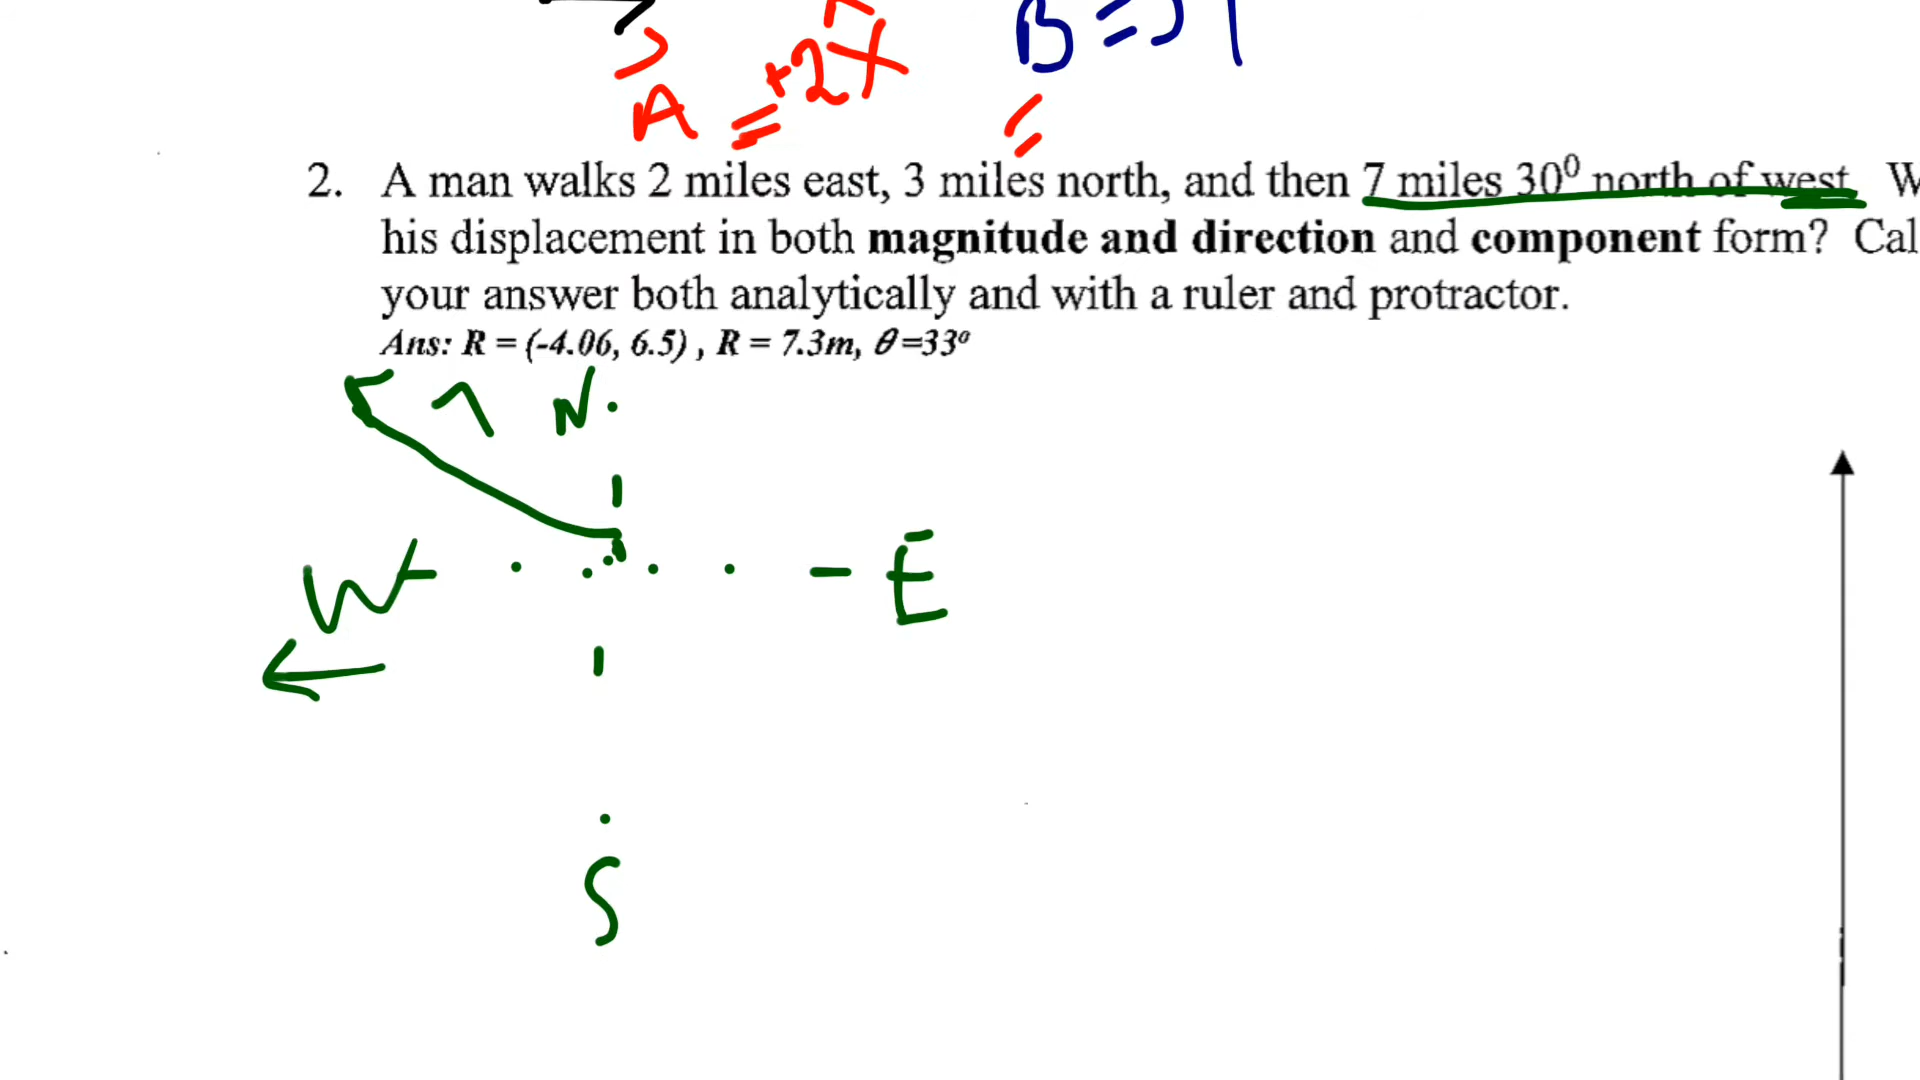 A = +2x B = 3
2. A man walks 2 miles east, 3 miles north, and then 7 miles 30⁰ north of west W
his displacement in both magnitude and direction and component form? Cal
your answer both analytically and with a ruler and protractor.
Ans: R = (-4.06, 6.5) , R = 7.3m, θ=33º
7 N
W E
S